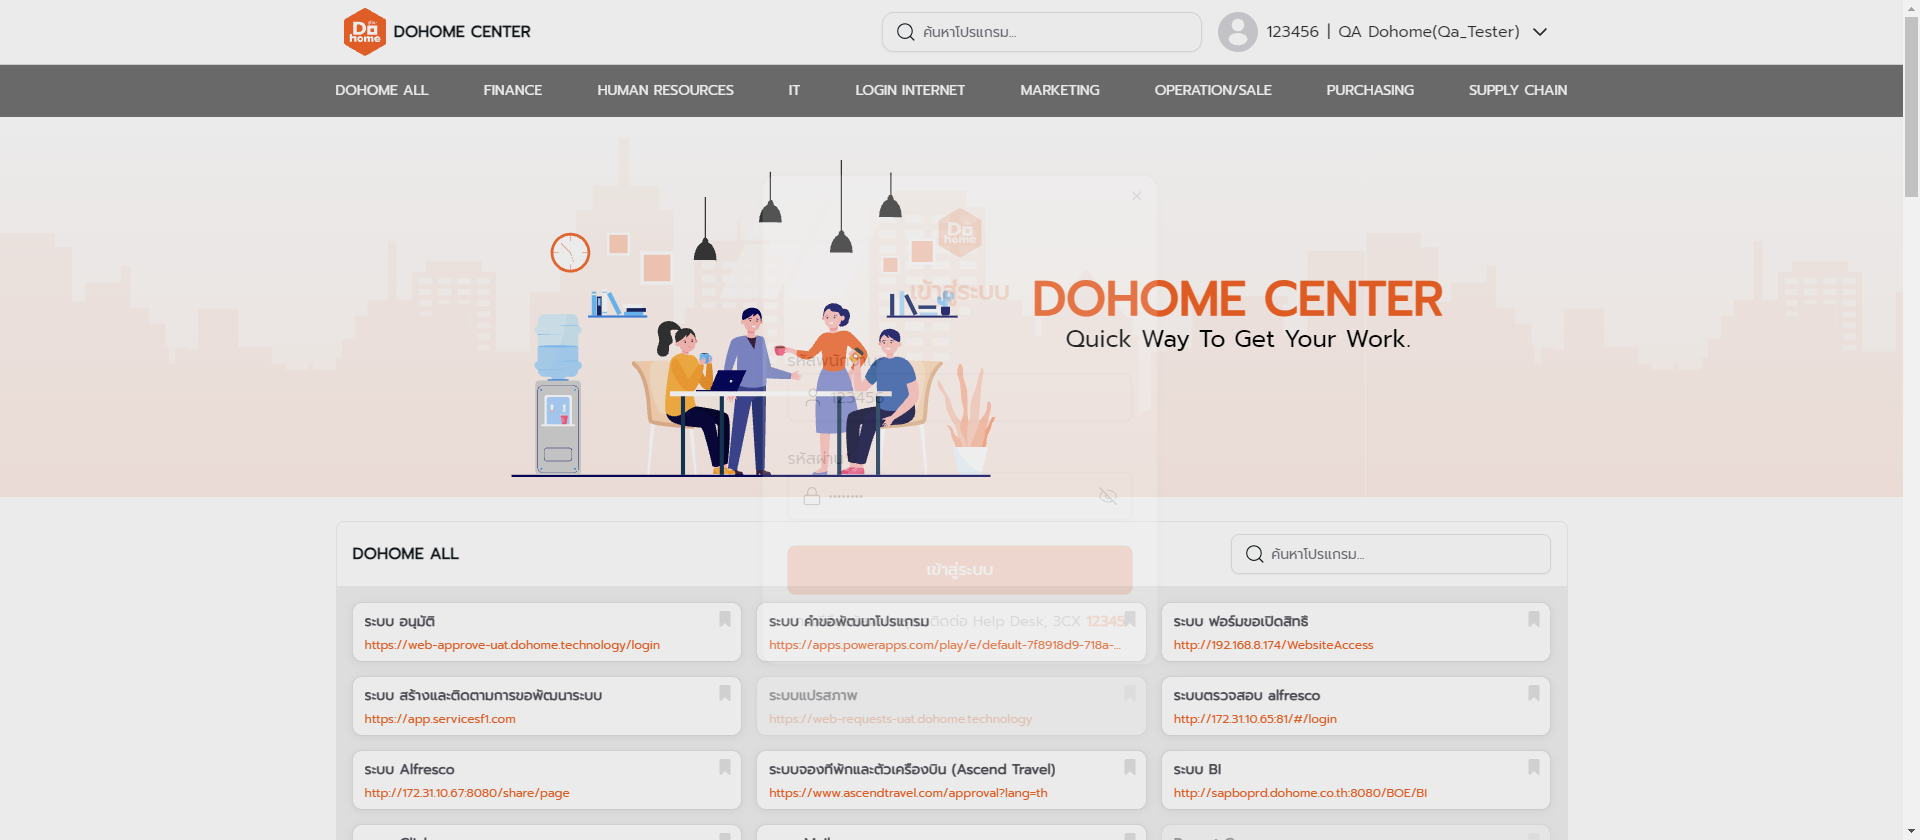 DOHOME CENTER
ค้นหาโปรแกรม...
123456 | QA Dohome(Qa_Tester)
DOHOME ALL
FINANCE
HUMAN RESOURCES
IT
LOGIN INTERNET
MARKETING
OPERATION/SALE
PURCHASING
SUPPLY CHAIN
Do home
เข้าสู่ระบบ
DOHOME CENTER
Quick Way To Get Your Work.
รหัสพนักงาน
123456
รหัสผ่าน
เข้าสู่ระบบ
ติดต่อ Help Desk, 3CX 12345
DOHOME ALL
ค้นหาโปรแกรม...
ระบบ อนุมัติ
https://web-approve-uat.dohome.technology/login
ระบบ คำขอพัฒนาโปรแกรม
https://apps.powerapps.com/play/e/default-7f8918d9-718a-...
ระบบ ฟอร์มขอเปิดสิทธิ
http://192.168.8.174/WebsiteAccess
ระบบ สร้างและติดตามการขอพัฒนาระบบ
https://app.servicesf1.com
ระบบแปรสภาพ
https://web-requests-uat.dohome.technology
ระบบตรวจสอบ alfresco
http://172.31.10.65:81/#/login
ระบบ Alfresco
http://172.31.10.67:8080/share/page
ระบบจองที่พักและตั๋วเครื่องบิน (Ascend Travel)
https://www.ascendtravel.com/approval?lang=th
ระบบ BI
http://sapboprd.dohome.co.th:8080/BOE/BI